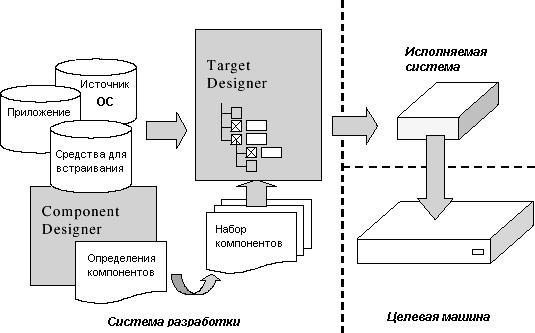 Источник
ОС
Приложение
Средства для
встраивания
Component
Designer
Определения
компонентов
Target
Designer
Набор
компонентов
Система разработки
Исполняемая
система
Целевая машина